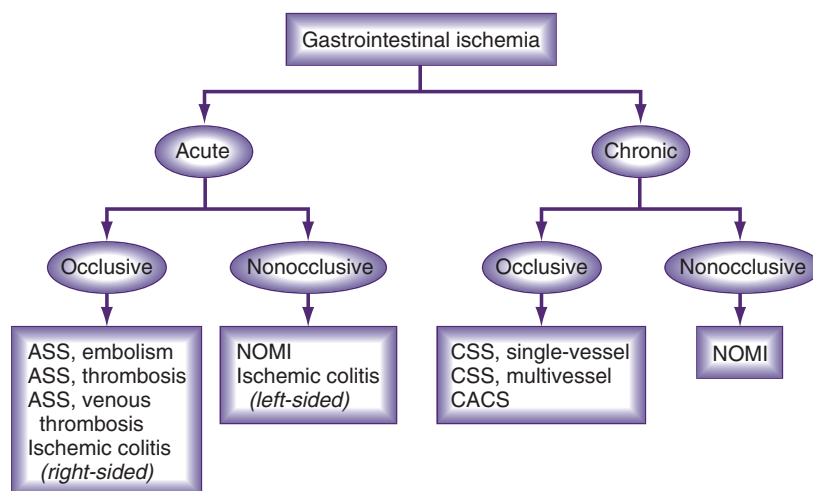 Gastrointestinal ischemia
Acute
Chronic
Occlusive
Nonocclusive
Occlusive
Nonocclusive
ASS, embolism
ASS, thrombosis
ASS, venous
thrombosis
Ischemic colitis
(right-sided)
NOMI
Ischemic colitis
(left-sided)
CSS, single-vessel
CSS, multivessel
CACS
NOMI